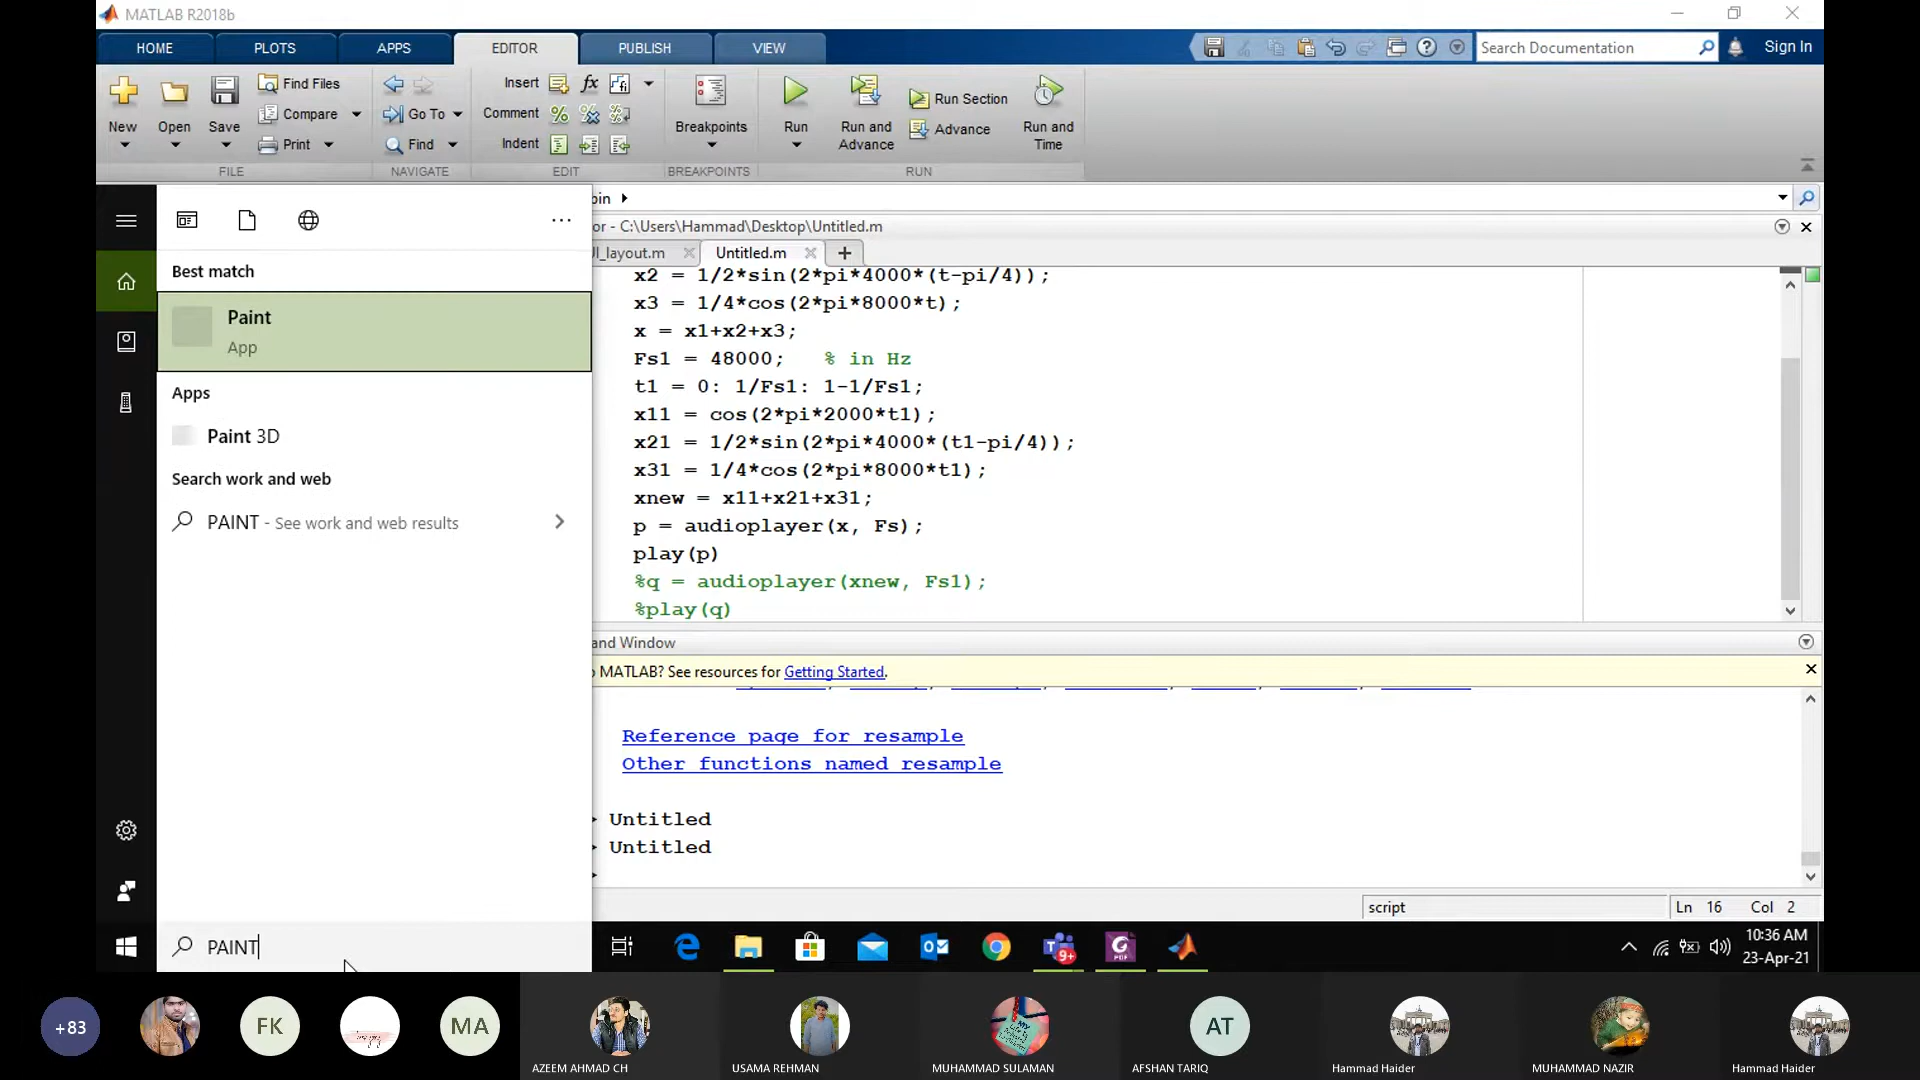 MATLAB R2018b
HOME PLOTS APPS EDITOR PUBLISH VIEW
Search Documentation
Sign In
New Open Save
Find Files
Compare
Print
FILE
Go To
Find
NAVIGATE
Insert
Comment
Indent
EDIT
Breakpoints
BREAKPOINTS
Run
Run and Advance
Run Section
Advance
Run and Time
RUN
Best match
Paint
App
Apps
Paint 3D
Search work and web
PAINT - See work and web results
PAINT
bin
or - C:\Users\Hammad\Desktop\Untitled.m
I_layout.m Untitled.m
x2 = 1/2*sin(2*pi*4000*(t-pi/4));
x3 = 1/4*cos(2*pi*8000*t);
x = x1+x2+x3;
Fs1 = 48000; % in Hz
t1 = 0: 1/Fs1: 1-1/Fs1;
x11 = cos(2*pi*2000*t1);
x21 = 1/2*sin(2*pi*4000*(t1-pi/4));
x31 = 1/4*cos(2*pi*8000*t1);
xnew = x11+x21+x31;
p = audioplayer(x, Fs);
play(p)
%q = audioplayer(xnew, Fs1);
%play(q)
and Window
o MATLAB? See resources for Getting Started.
Reference page for resample
Other functions named resample
> Untitled
> Untitled
>
script
Ln 16 Col 2
9+
PDF
10:36 AM
23-Apr-21
+83
FK
MA
AT
AZEEM AHMAD CH
USAMA REHMAN
MUHAMMAD SULAMAN
AFSHAN TARIQ
Hammad Haider
MUHAMMAD NAZIR
Hammad Haider